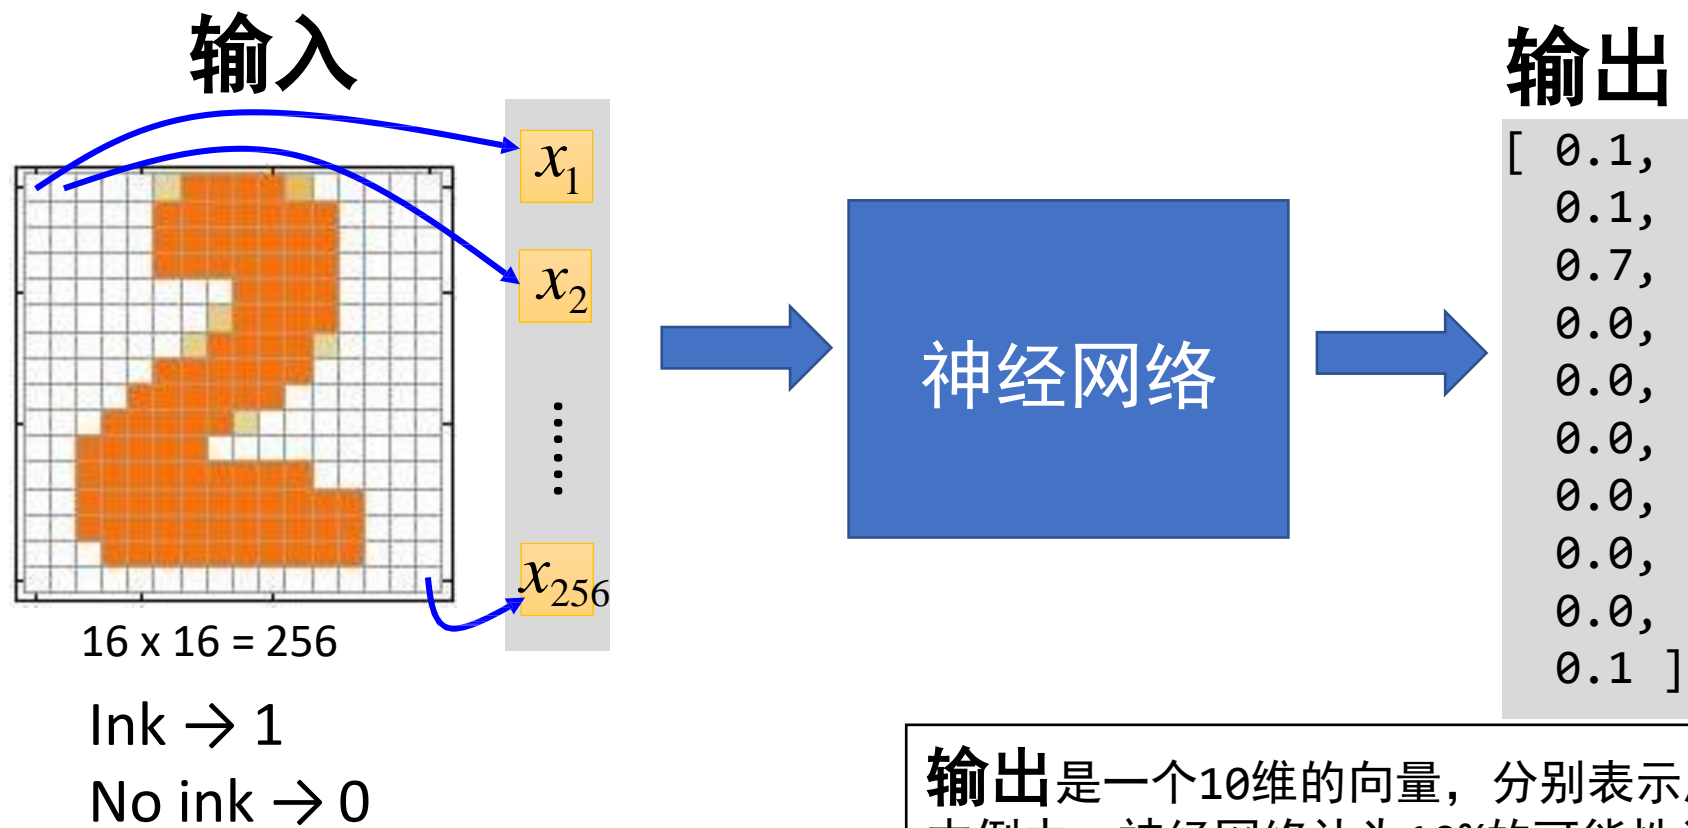 输入
x1
x2
......
x256
16 x 16 = 256
Ink → 1
No ink → 0
神经网络
输出
[ 0.1,
0.1,
0.7,
0.0,
0.0,
0.0,
0.0,
0.0,
0.0,
0.1 ]
输出是一个10维的向量，分别表示